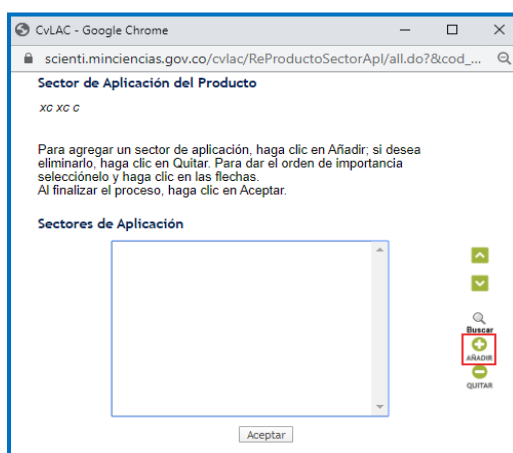 CvLAC - Google Chrome
scienti.minciencias.gov.co/cvlac/ReProductoSectorApl/all.do?&cod_...
Sector de Aplicación del Producto
xc xc c
Para agregar un sector de aplicación, haga clic en Añadir; si desea
eliminarlo, haga clic en Quitar. Para dar el orden de importancia
selecciónelo y haga clic en las flechas.
Al finalizar el proceso, haga clic en Aceptar.
Sectores de Aplicación
Buscar
AÑADIR
QUITAR
Aceptar